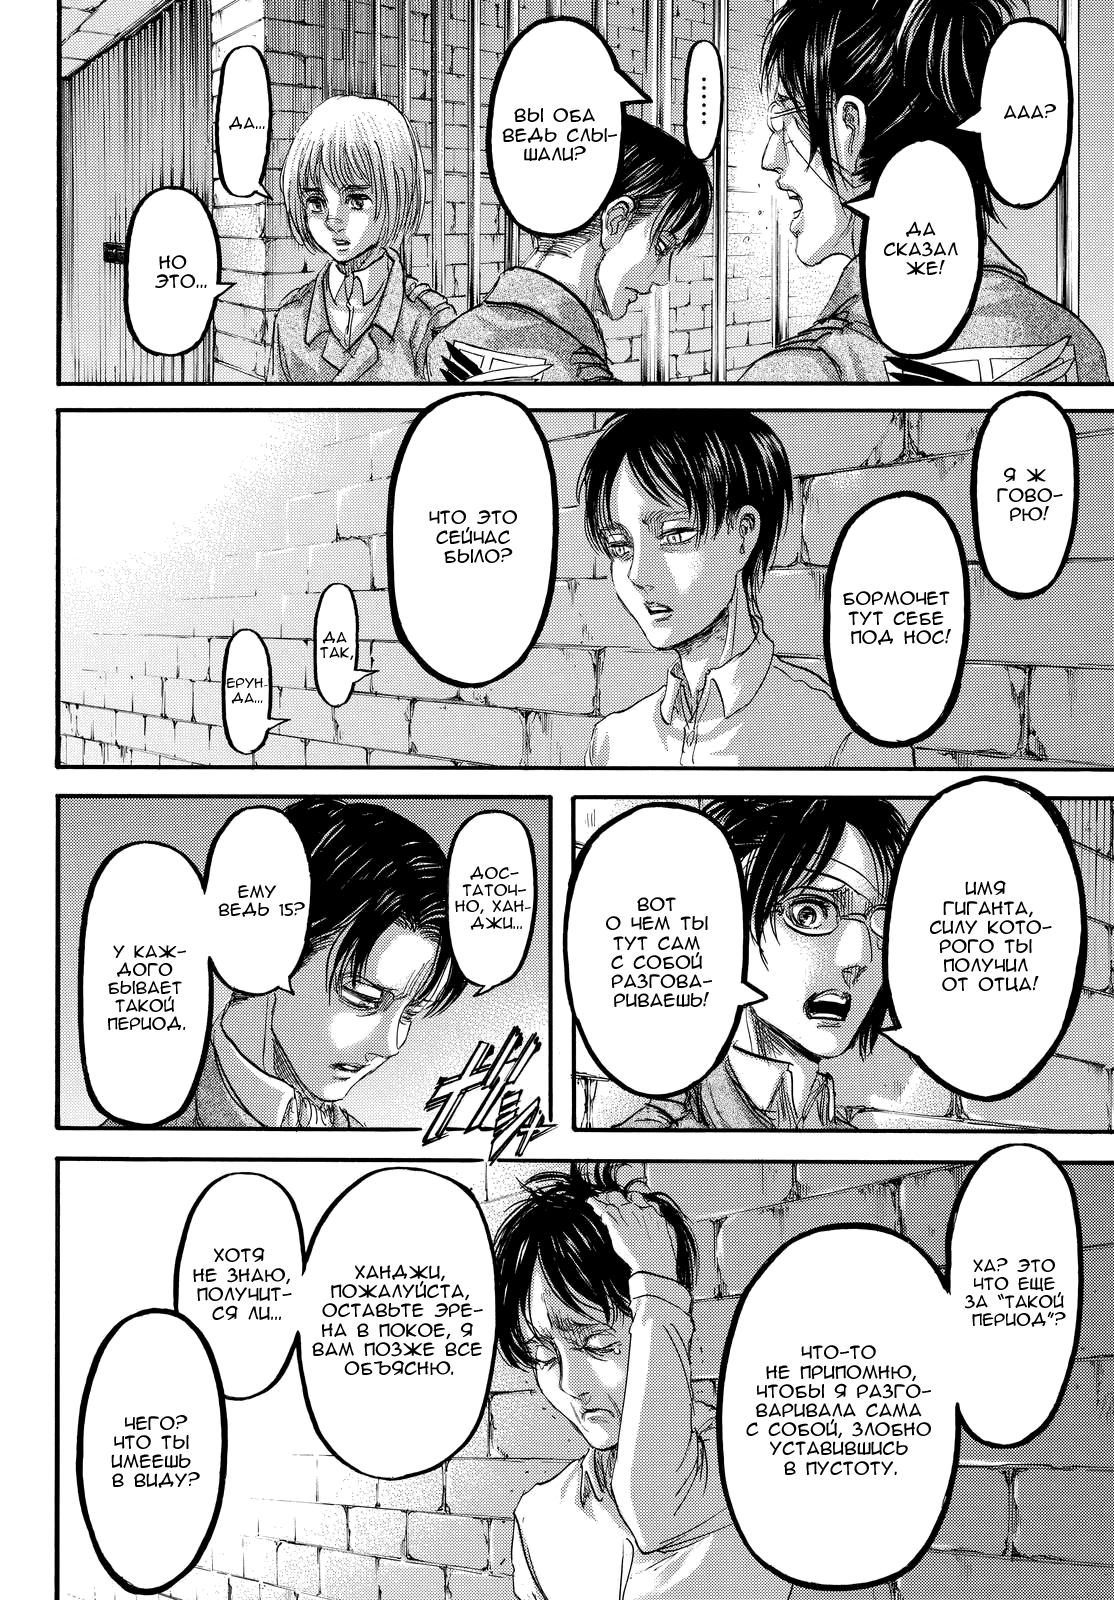 ААА?
ДА
СКАЗАЛ
ЖЕ!
........
ВЫ ОБА
ВЕДЬ СЛЫ-
ШАЛИ?
ДА...
НО
ЭТО...
Я Ж
ГОВО-
РЮ!
БОРМОЧЕТ
ТУТ СЕБЕ
ПОД НОС!
ЧТО ЭТО
СЕЙЧАС
БЫЛО?
ДА
ТАК,
ЕРУН-
ДА...
ИМЯ
ГИГАНТА,
СИЛУ КОТО-
РОГО ТЫ
ПОЛУЧИЛ
ОТ ОТЦА!
ВОТ
О ЧЕМ ТЫ
ТУТ САМ
С СОБОЙ
РАЗГОВА-
РИВАЕШЬ!
ДОС-
ТАТОЧ-
НО, ХАН-
ДЖИ...
ЕМУ
ВЕДЬ 15?
У КАЖ-
ДОГО
БЫВАЕТ
ТАКОЙ
ПЕРИОД.
ХА? ЭТО
ЧТО ЕЩЕ
ЗА "ТАКОЙ
ПЕРИОД"?
ЧТО-ТО
НЕ ПРИПОМНЮ,
ЧТОБЫ Я РАЗГО-
ВАРИВАЛА САМА
С СОБОЙ, ЗЛОБНО
УСТАВИВШИСЬ
В ПУСТОТУ.
ХАНДЖИ,
ПОЖАЛУЙСТА,
ОСТАВЬТЕ ЭРЕ-
НА В ПОКОЕ, Я
ВАМ ПОЗЖЕ ВСЕ
ОБЪЯСНЮ.
ХОТЯ
НЕ ЗНАЮ,
ПОЛУЧИТ-
СЯ ЛИ...
ЧЕГО?
ЧТО ТЫ
ИМЕЕШЬ
В ВИДУ?